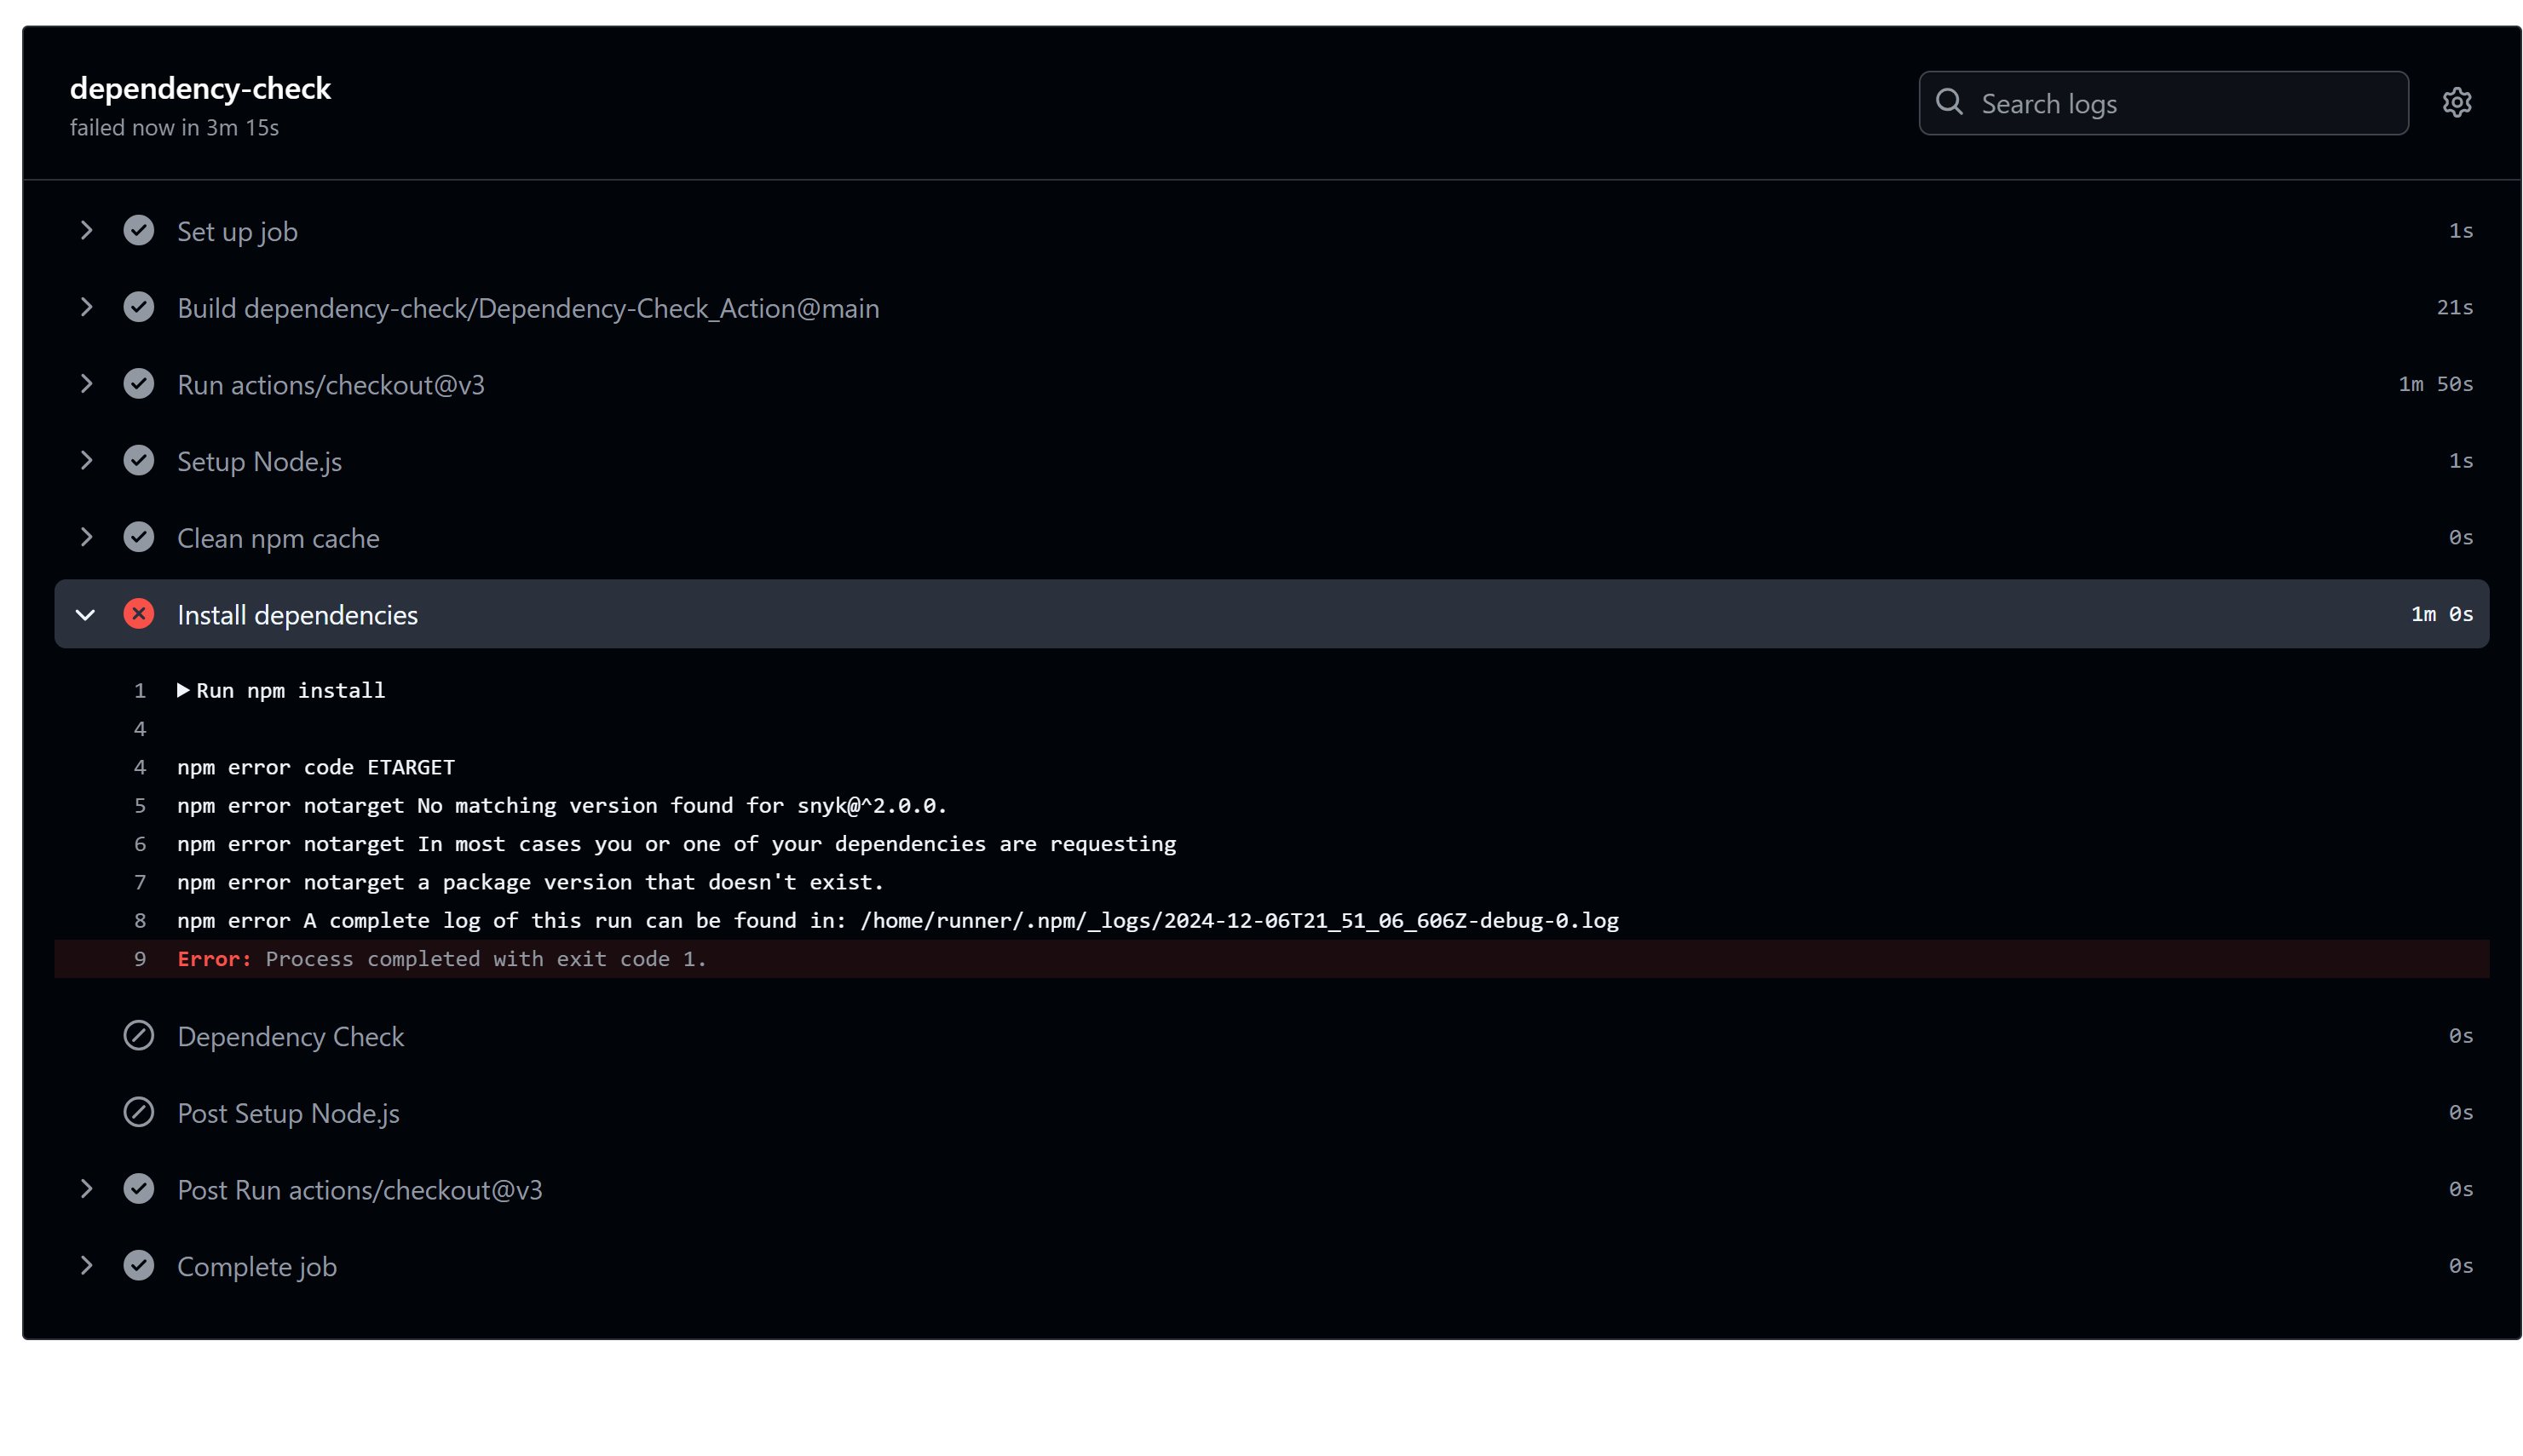 dependency-check
failed now in 3m 15s
Search logs
Set up job 1s
Build dependency-check/Dependency-Check_Action@main 21s
Run actions/checkout@v3 1m 50s
Setup Node.js 1s
Clean npm cache 0s
Install dependencies 1m 0s
1 Run npm install
4
4 npm error code ETARGET
5 npm error notarget No matching version found for snyk@^2.0.0.
6 npm error notarget In most cases you or one of your dependencies are requesting
7 npm error notarget a package version that doesn't exist.
8 npm error A complete log of this run can be found in: /home/runner/.npm/_logs/2024-12-06T21_51_06_606Z-debug-0.log
9 Error: Process completed with exit code 1.
Dependency Check 0s
Post Setup Node.js 0s
Post Run actions/checkout@v3 0s
Complete job 0s